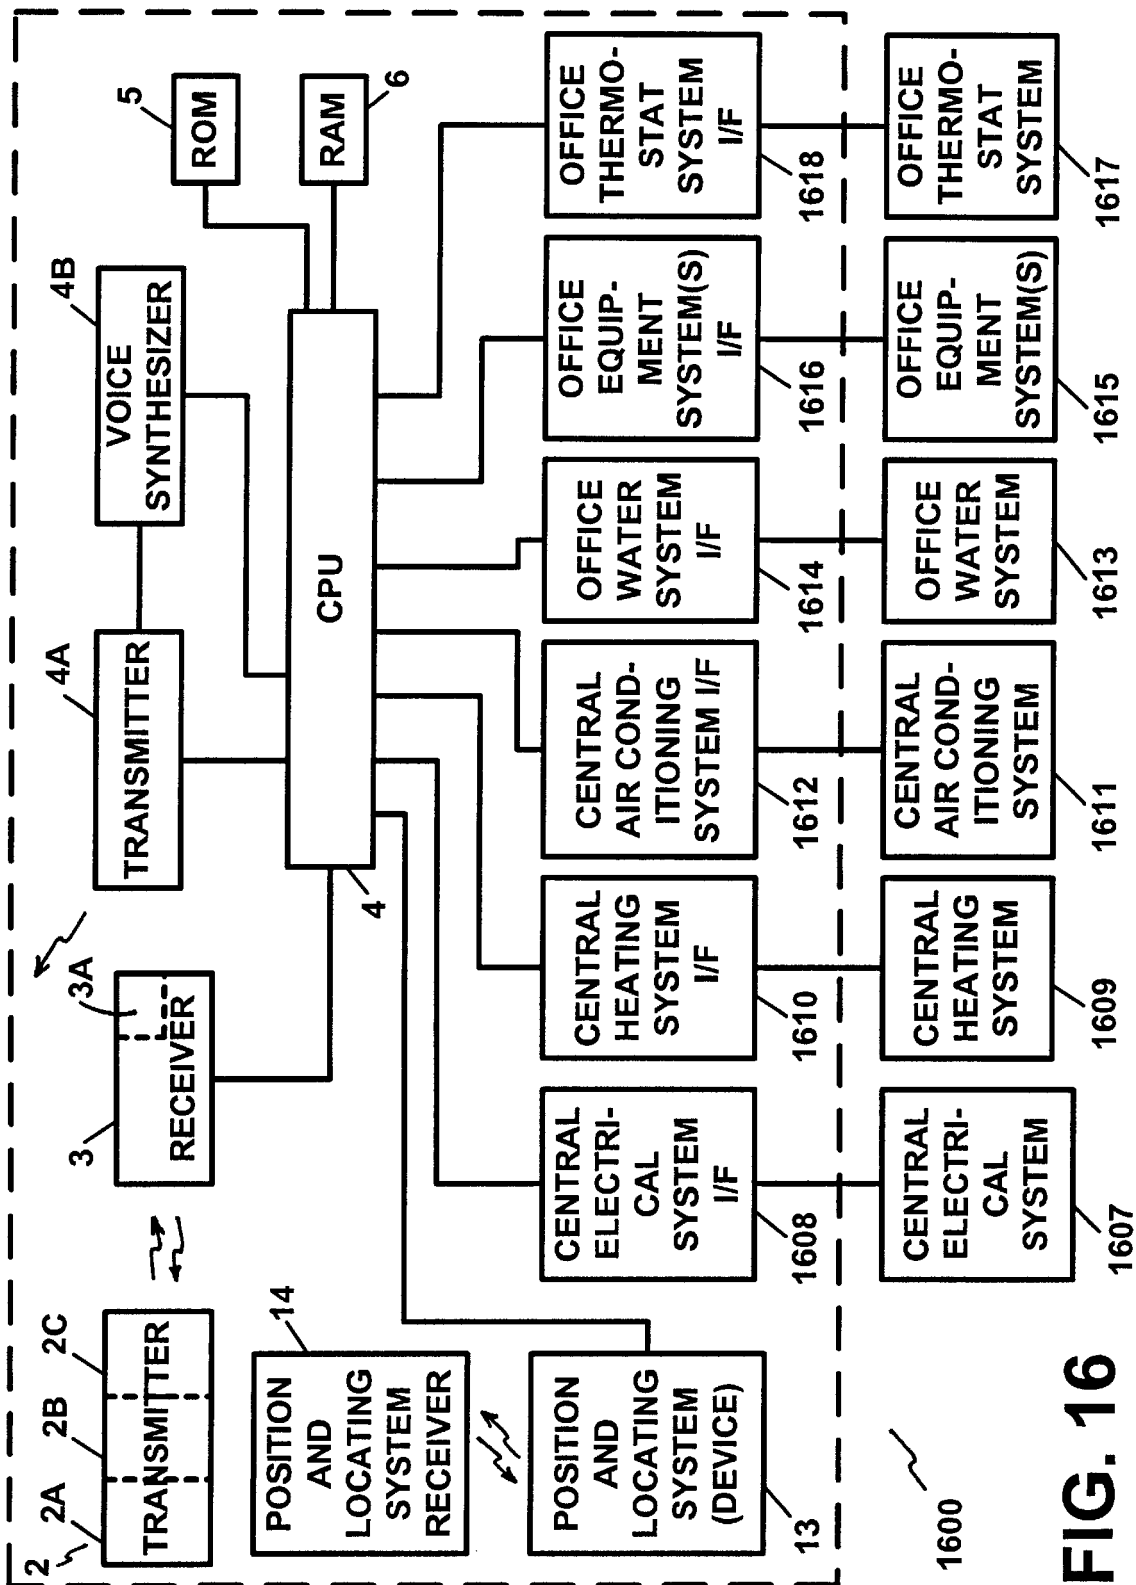 2
2A
2B
2C
TRANSMITTER
3
3A
RECEIVER
4A
TRANSMITTER
4B
VOICE
SYNTHESIZER
5
ROM
6
RAM
14
POSITION
AND
LOCATING
SYSTEM
RECEIVER
4
CPU
POSITION
AND
LOCATING
SYSTEM
(DEVICE)
13
CENTRAL
ELECTRI-
CAL
SYSTEM
I/F
1608
CENTRAL
HEATING
SYSTEM
I/F
1610
CENTRAL
AIR COND-
ITIONING
SYSTEM I/F
1612
OFFICE
WATER
SYSTEM
I/F
1614
OFFICE
EQUIP-
MENT
SYSTEM(S)
I/F
1616
OFFICE
THERMO-
STAT
SYSTEM
I/F
1618
CENTRAL
ELECTRI-
CAL
SYSTEM
1607
CENTRAL
HEATING
SYSTEM
1609
CENTRAL
AIR COND-
ITIONING
SYSTEM
1611
OFFICE
WATER
SYSTEM
1613
OFFICE
EQUIP-
MENT
SYSTEM(S)
1615
OFFICE
THERMO-
STAT
SYSTEM
1617
1600
FIG. 16